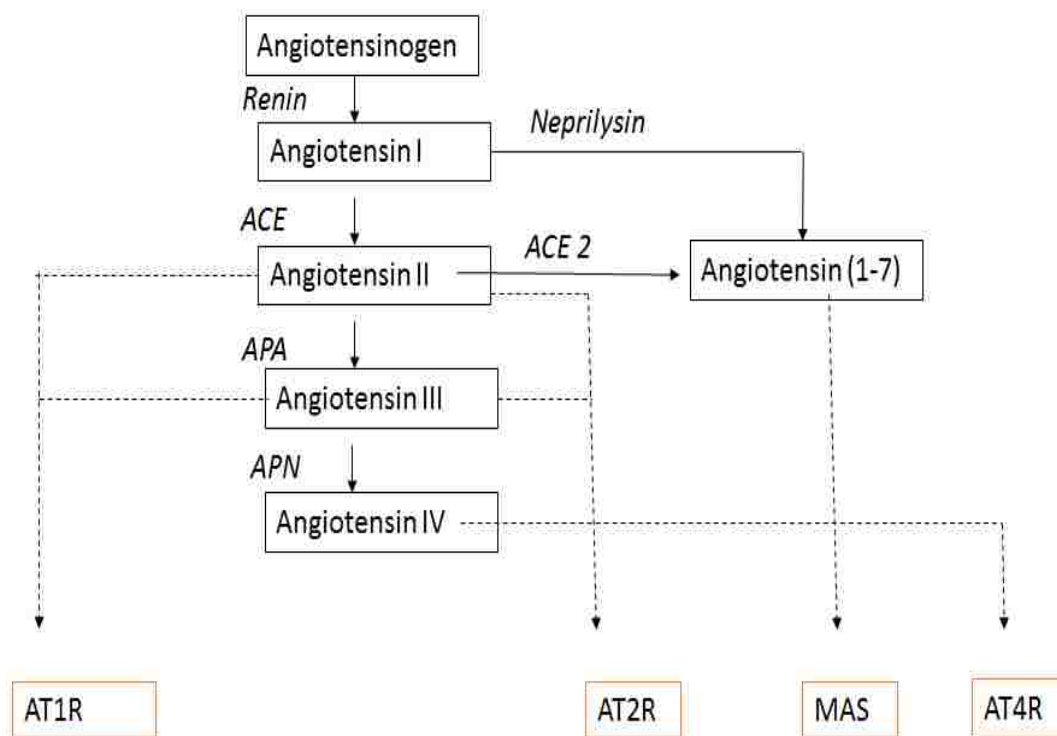 Angiotensinogen
Renin
Neprilysin
Angiotensin I
ACE
ACE 2
Angiotensin II
Angiotensin (1-7)
APA
Angiotensin III
APN
Angiotensin IV
AT1R
AT2R
MAS
AT4R